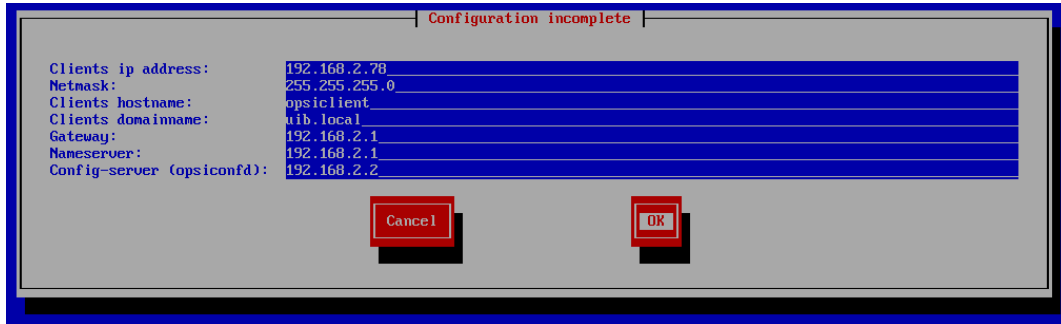 Configuration incomplete
Clients ip address: 192.168.2.78
Netmask: 255.255.255.0
Clients hostname: opsiclient
Clients domainname: uib.local
Gateway: 192.168.2.1
Nameserver: 192.168.2.1
Config-server (opsiconfd): 192.168.2.2
Cancel OK